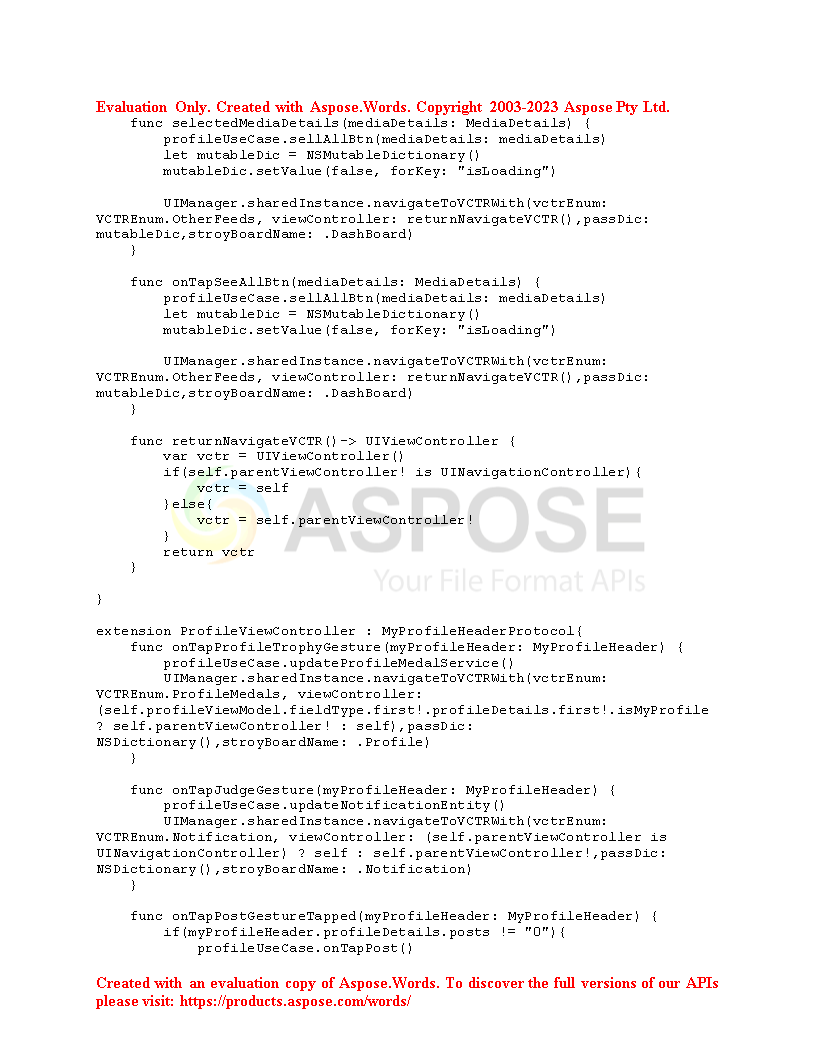 Evaluation Only. Created with Aspose.Words. Copyright 2003-2023 Aspose Pty Ltd.
    func selectedMediaDetails(mediaDetails: MediaDetails) {
        profileUseCase.sellAllBtn(mediaDetails: mediaDetails)
        let mutableDic = NSMutableDictionary()
        mutableDic.setValue(false, forKey: "isLoading")

        UIManager.sharedInstance.navigateToVCTRWith(vctrEnum:
VCTREnum.OtherFeeds, viewController: returnNavigateVCTR(),passDic:
mutableDic,stroyBoardName: .DashBoard)
    }

    func onTapSeeAllBtn(mediaDetails: MediaDetails) {
        profileUseCase.sellAllBtn(mediaDetails: mediaDetails)
        let mutableDic = NSMutableDictionary()
        mutableDic.setValue(false, forKey: "isLoading")

        UIManager.sharedInstance.navigateToVCTRWith(vctrEnum:
VCTREnum.OtherFeeds, viewController: returnNavigateVCTR(),passDic:
mutableDic,stroyBoardName: .DashBoard)
    }

    func returnNavigateVCTR()-> UIViewController {
        var vctr = UIViewController()
        if(self.parentViewController! is UINavigationController){
            vctr = self
        }else{
            vctr = self.parentViewController!
        }
        return vctr
    }
ASPOSE
Your File Format APIs

}

extension ProfileViewController : MyProfileHeaderProtocol{
    func onTapProfileTrophyGesture(myProfileHeader: MyProfileHeader) {
        profileUseCase.updateProfileMedalService()
        UIManager.sharedInstance.navigateToVCTRWith(vctrEnum:
VCTREnum.ProfileMedals, viewController:
(self.profileViewModel.fieldType.first!.profileDetails.first!.isMyProfile
? self.parentViewController! : self),passDic:
NSDictionary(),stroyBoardName: .Profile)
    }

    func onTapJudgeGesture(myProfileHeader: MyProfileHeader) {
        profileUseCase.updateNotificationEntity()
        UIManager.sharedInstance.navigateToVCTRWith(vctrEnum:
VCTREnum.Notification, viewController: (self.parentViewController is
UINavigationController) ? self : self.parentViewController!,passDic:
NSDictionary(),stroyBoardName: .Notification)
    }

    func onTapPostGestureTapped(myProfileHeader: MyProfileHeader) {
        if(myProfileHeader.profileDetails.posts != "0"){
            profileUseCase.onTapPost()

Created with an evaluation copy of Aspose.Words. To discover the full versions of our APIs
please visit: https://products.aspose.com/words/